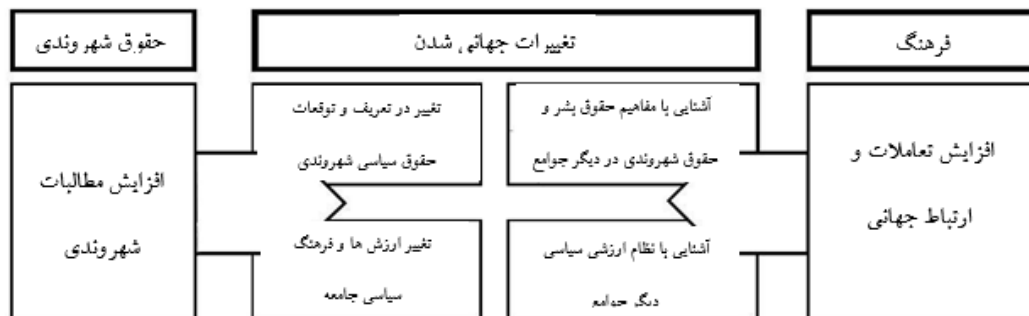 فرهنگ
تغییرات جهانی شدن
حقوق شهروندی
افزایش تعاملات و
ارتباط جهانی
آشنایی با مفاهیم حقوق بشر و
حقوق شهروندی در دیگر جوامع
آشنایی با نظام ارزشی سیاسی
دیگر جوامع
تغییر در تعریف و توقعات
حقوق سیاسی شهروندی
تغییر ارزش ها و فرهنگ
سیاسی جامعه
افزایش مطالبات
شهروندی